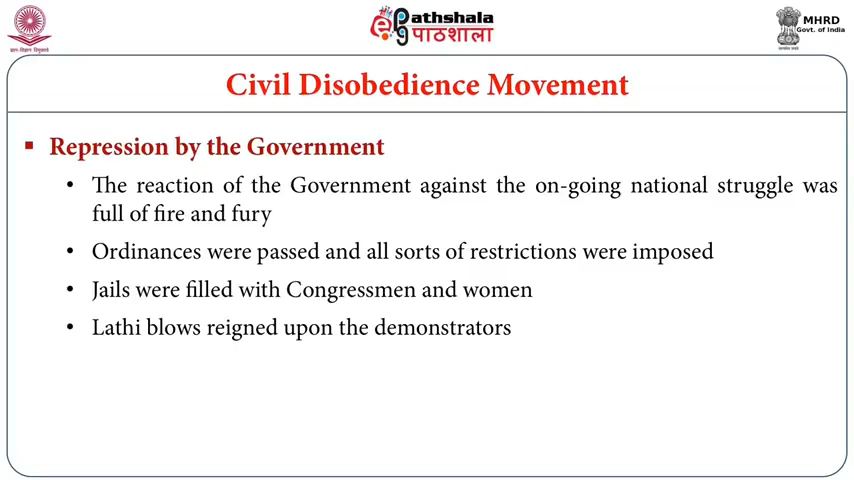 ePathshala
पाठशाला
MHRD
Govt. of India
Civil Disobedience Movement
▪ Repression by the Government
• The reaction of the Government against the on-going national struggle was
full of fire and fury
• Ordinances were passed and all sorts of restrictions were imposed
• Jails were filled with Congressmen and women
• Lathi blows reigned upon the demonstrators